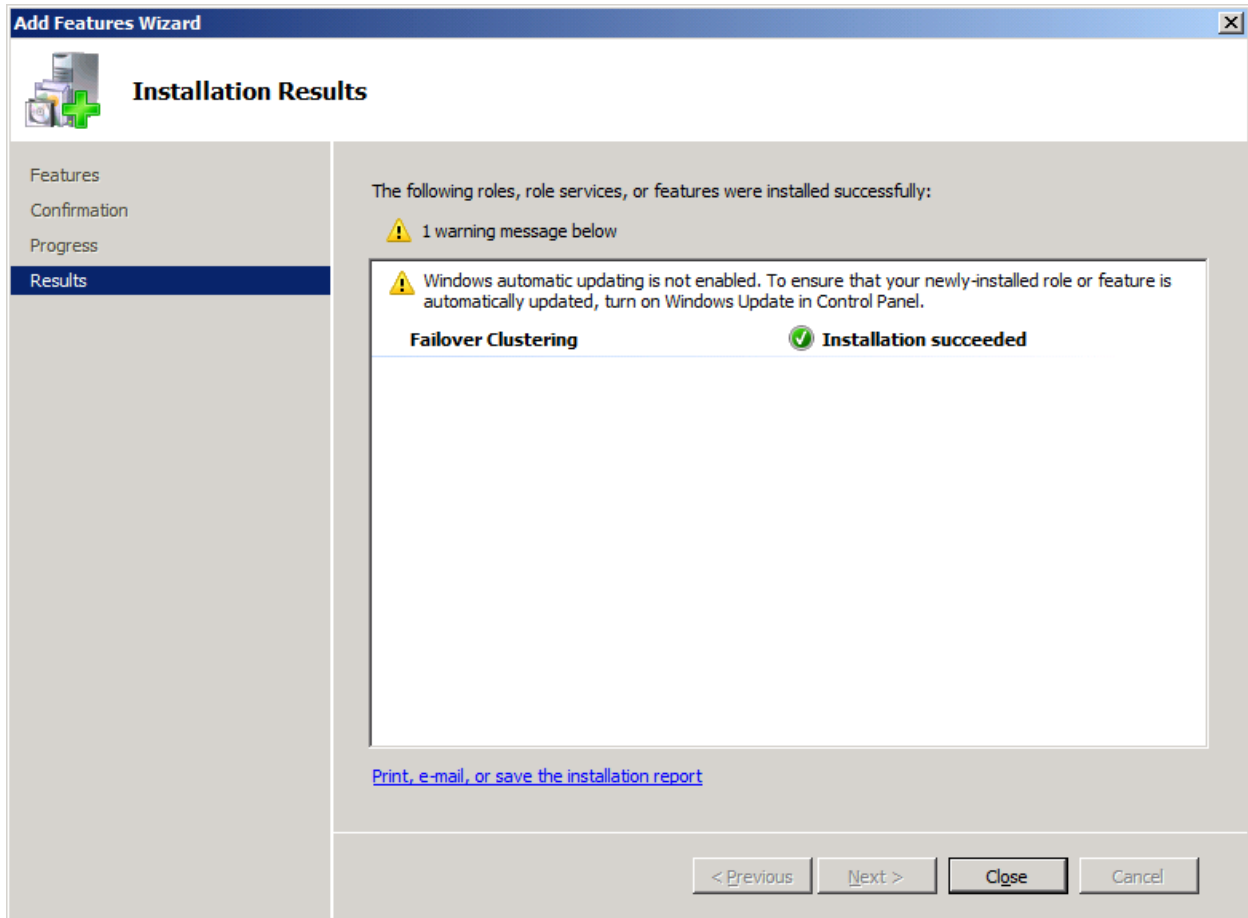 Add Features Wizard
Installation Results
Features
Confirmation
Progress
Results
The following roles, role services, or features were installed successfully:
1 warning message below
Windows automatic updating is not enabled. To ensure that your newly-installed role or feature is
automatically updated, turn on Windows Update in Control Panel.
Failover Clustering Installation succeeded
Print, e-mail, or save the installation report
< Previous Next > Close Cancel